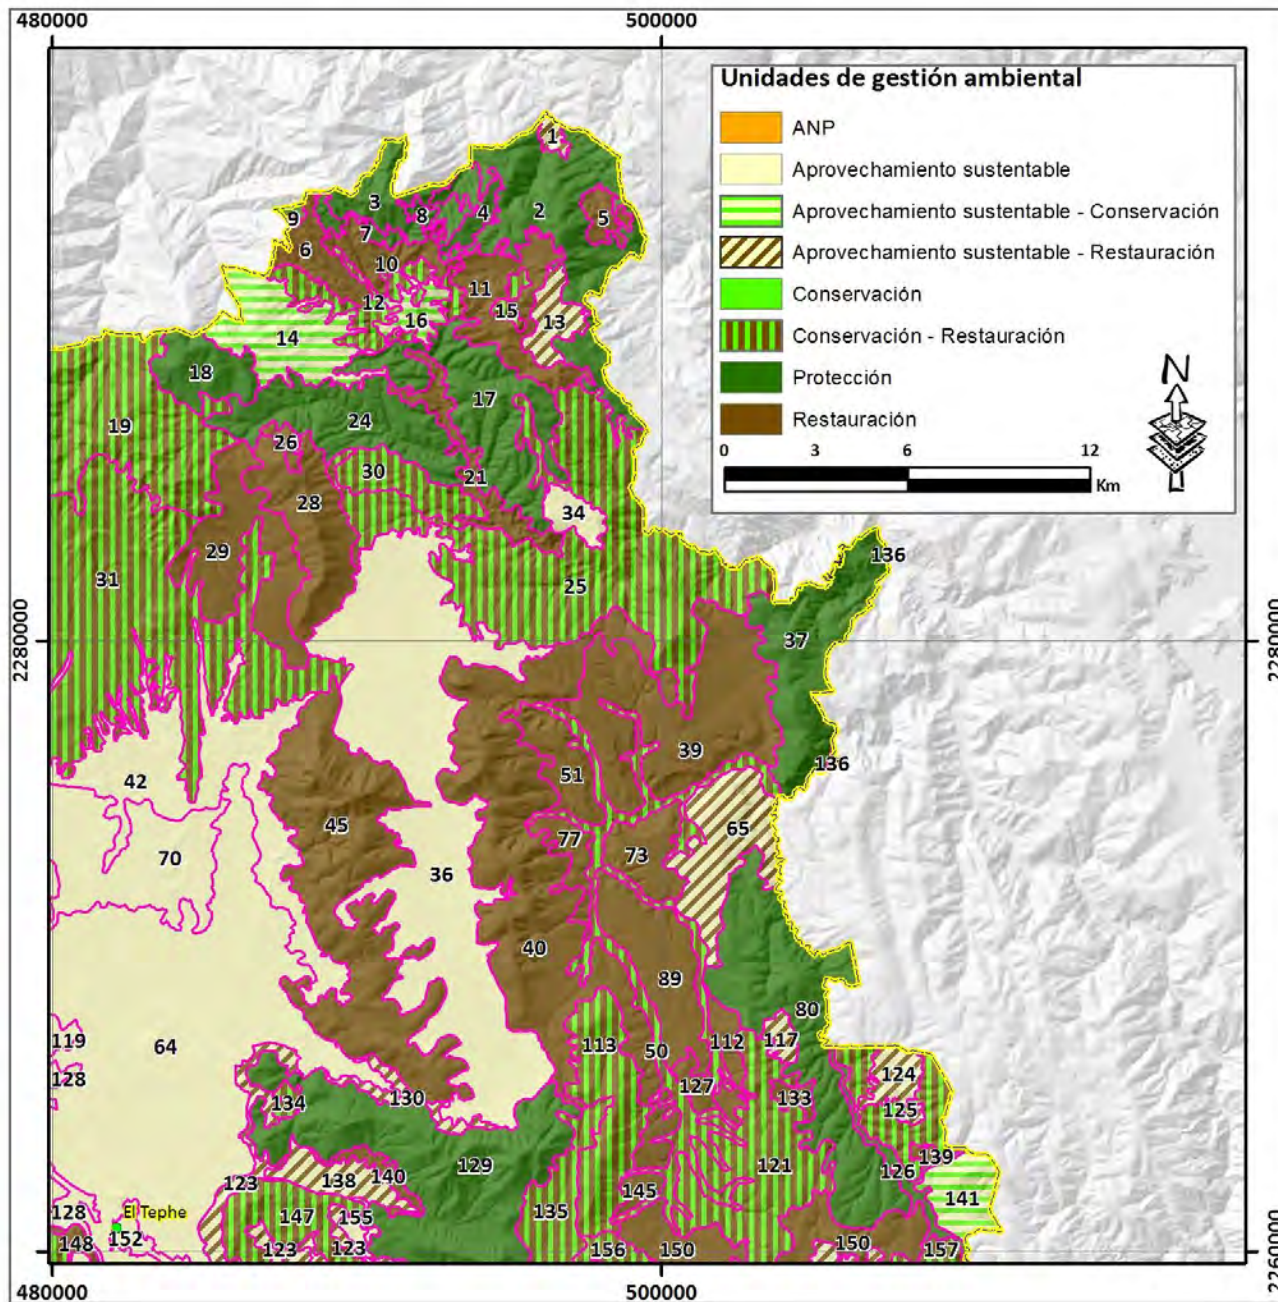 480000 500000
Unidades de gestión ambiental
ANP
Aprovechamiento sustentable
Aprovechamiento sustentable - Conservación
Aprovechamiento sustentable - Restauración
Conservación
Conservación - Restauración
Protección
Restauración
N
0 3 6 12
Km
1
3 8 4 2 5
9
7
6
10
11
12 15
16 13
14
18
17
24
19
26
30
21
28
34
29
25
31
136
2280000 2280000
37
39
136
51
42
45
65
77
70 73
36
40
89
80
119 64 113 50 112 117
124
128
127
130 133
134 125
139
129 121 126
123 138 140
145 141
128 El Tephe 147 155 135
152
148 123 123 156 150 150 157
2260000
480000 500000